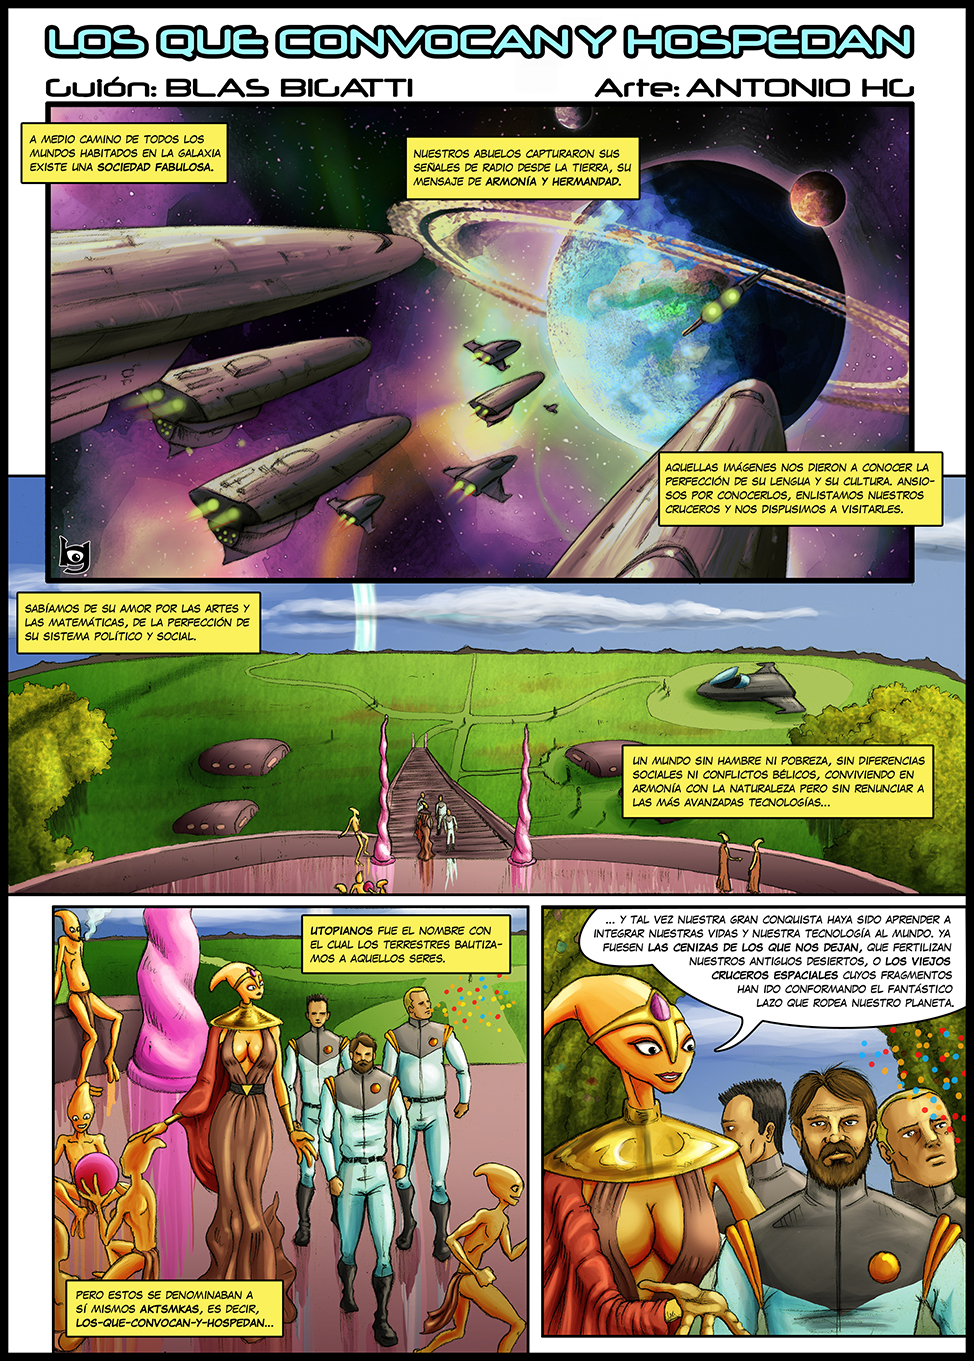 LOS QUE CONVOCAN Y HOSPEDAN
Guión: BLAS BIGATTI
Arte: ANTONIO HG
A MEDIO CAMINO DE TODOS LOS
MUNDOS HABITADOS EN LA GALAXIA
EXISTE UNA SOCIEDAD FABULOSA.
NUESTROS ABUELOS CAPTURARON SUS
SEÑALES DE RADIO DESDE LA TIERRA, SU
MENSAJE DE ARMONÍA Y HERMANDAD.
AQUELLAS IMÁGENES NOS DIERON A CONOCER LA
PERFECCIÓN DE SU LENGUA Y SU CULTURA. ANSIO-
SOS POR CONOCERLOS, ENLISTAMOS NUESTROS
CRUCEROS Y NOS DISPUSIMOS A VISITARLES.
SABÍAMOS DE SU AMOR POR LAS ARTES Y
LAS MATEMÁTICAS, DE LA PERFECCIÓN DE
SU SISTEMA POLÍTICO Y SOCIAL.
UN MUNDO SIN HAMBRE NI POBREZA, SIN DIFERENCIAS
SOCIALES NI CONFLICTOS BÉLICOS, CONVIVIENDO EN
ARMONÍA CON LA NATURALEZA PERO SIN RENUNCIAR A
LAS MÁS AVANZADAS TECNOLOGÍAS...
UTOPIANOS FUE EL NOMBRE CON
EL CUAL LOS TERRESTRES BAUTIZA-
MOS A AQUELLOS SERES.
PERO ESTOS SE DENOMINABAN A
SÍ MISMOS AKTSMKAS, ES DECIR,
LOS-QUE-CONVOCAN-Y-HOSPEDAN...
... Y TAL VEZ NUESTRA GRAN CONQUISTA HAYA SIDO APRENDER A
INTEGRAR NUESTRAS VIDAS Y NUESTRA TECNOLOGÍA AL MUNDO. YA
FUESEN LAS CENIZAS DE LOS QUE NOS DEJAN, QUE FERTILIZAN
NUESTROS ANTIGUOS DESIERTOS, O LOS VIEJOS
CRUCEROS ESPACIALES CUYOS FRAGMENTOS
HAN IDO CONFORMANDO EL FANTÁSTICO
LAZO QUE RODEA NUESTRO PLANETA.